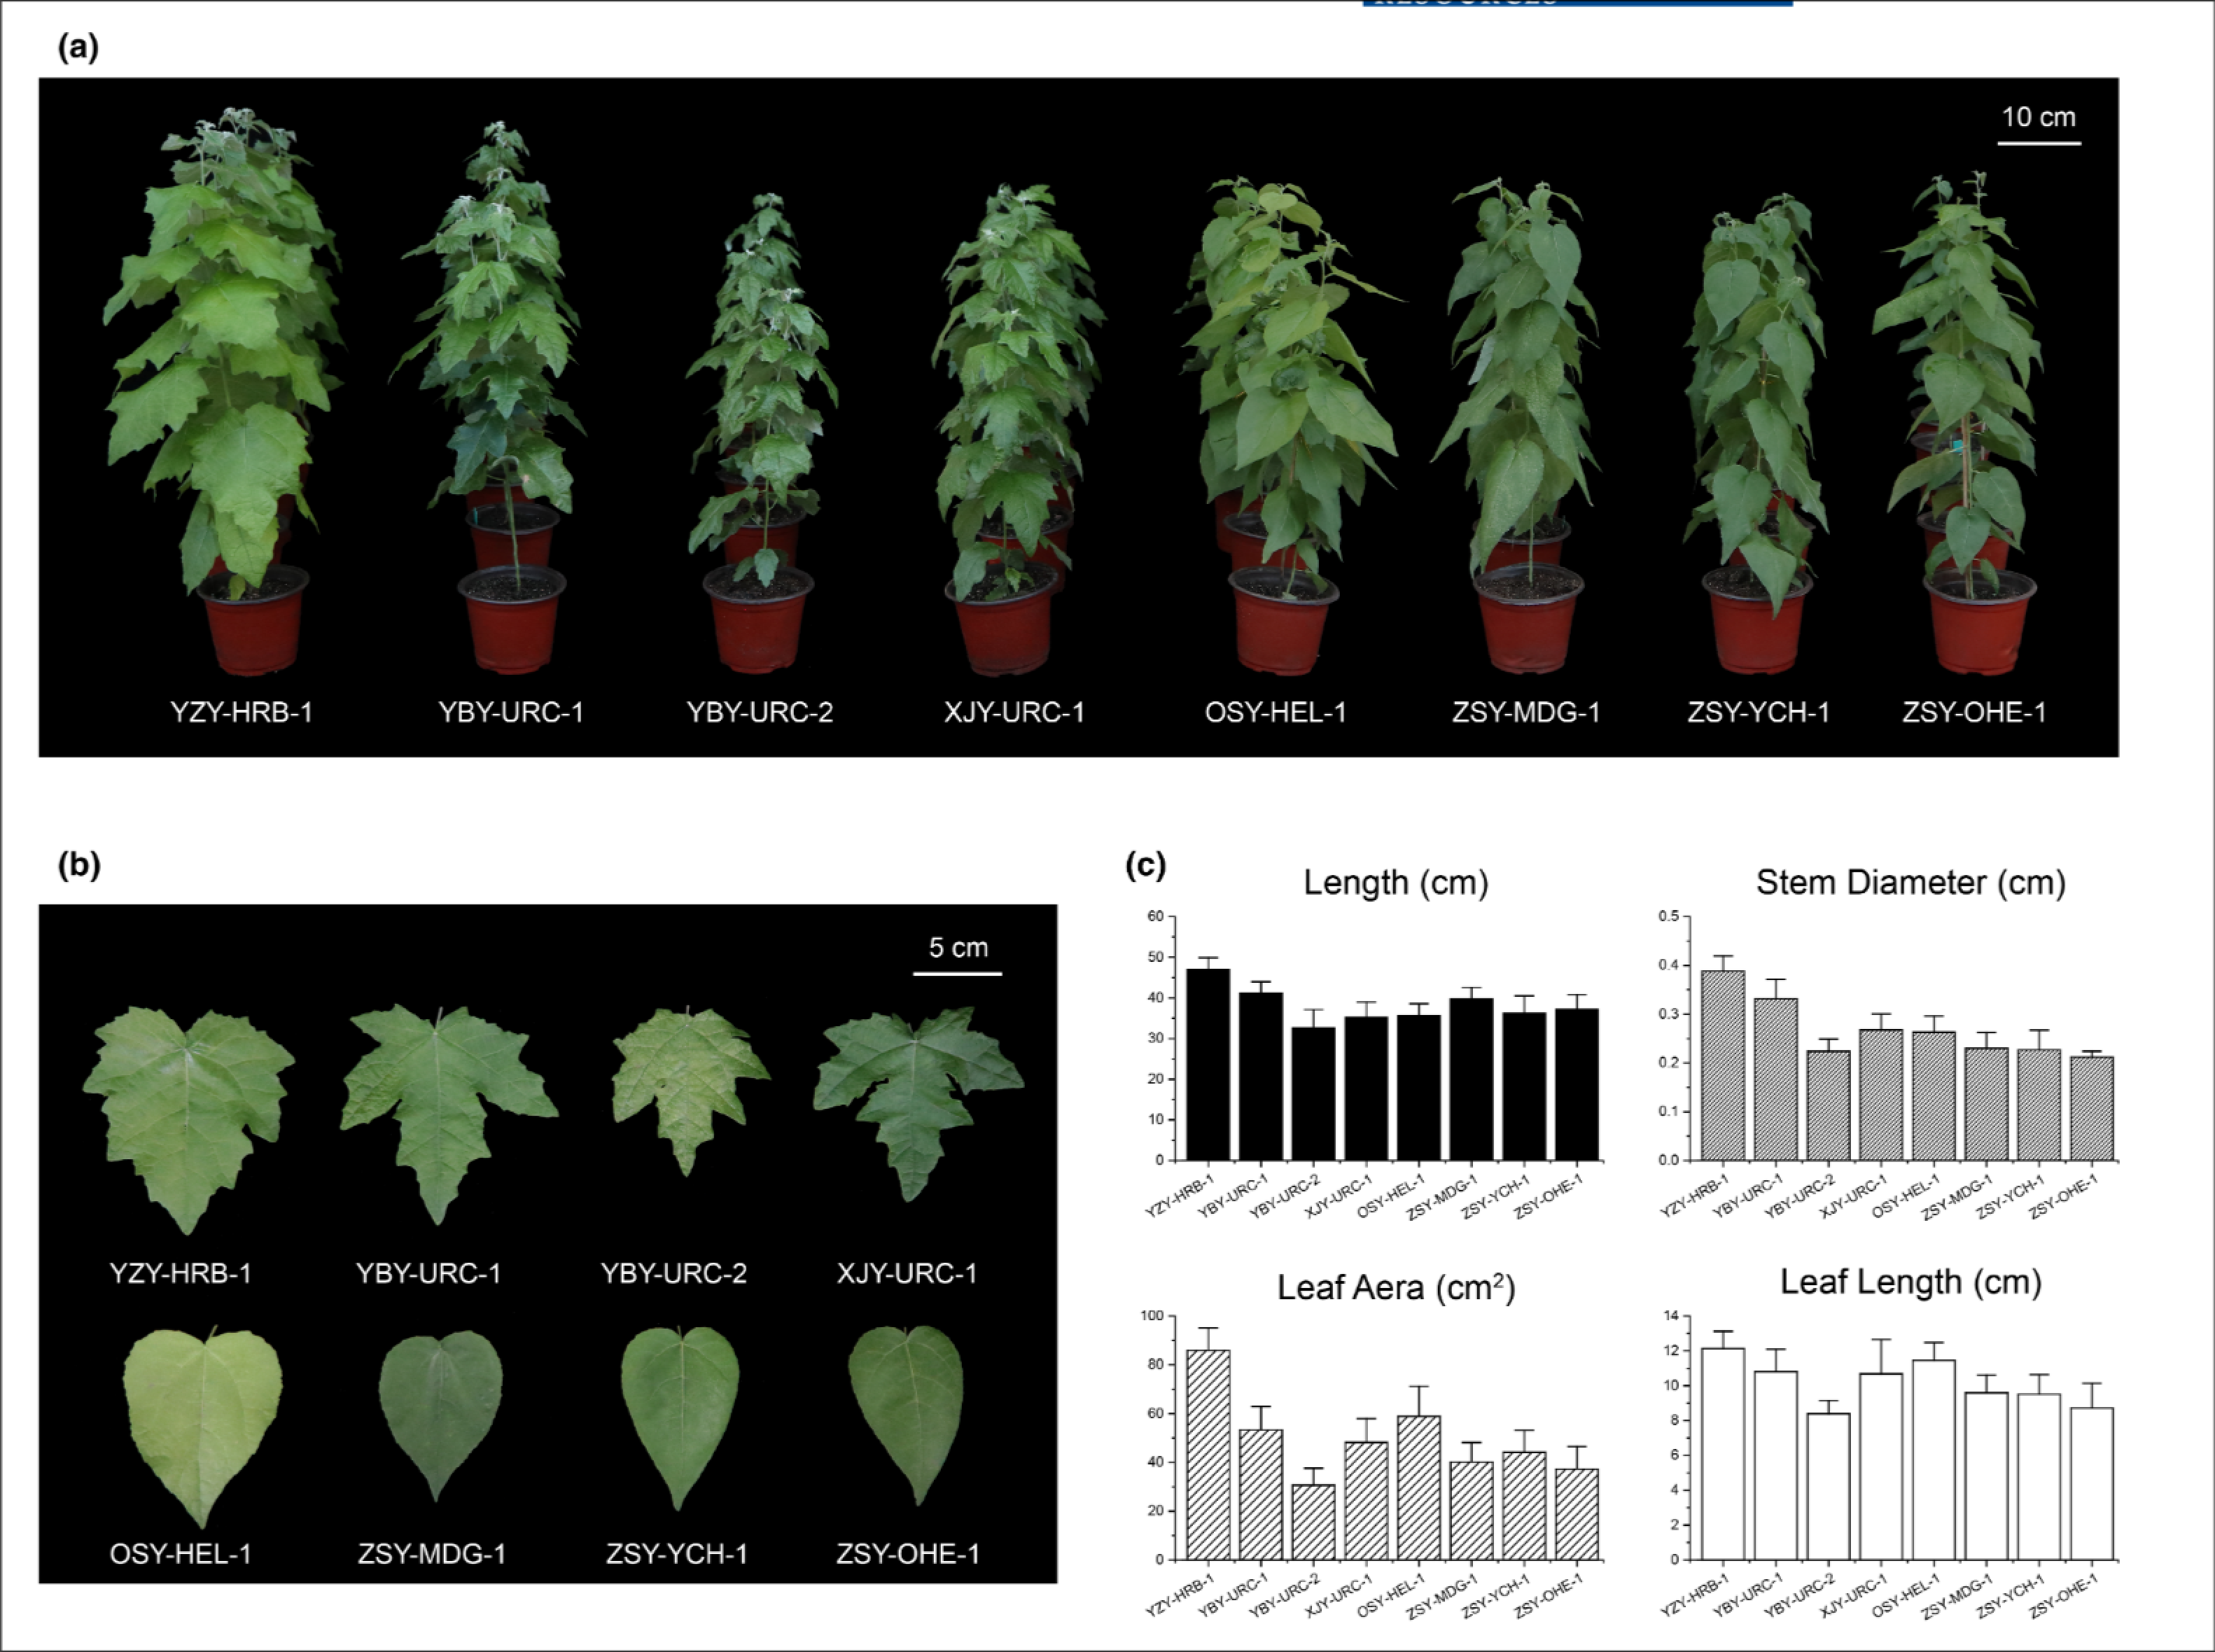 (a)
10 cm
YZY-HRB-1 YBY-URC-1 YBY-URC-2 XJY-URC-1 OSY-HEL-1 ZSY-MDG-1 ZSY-YCH-1 ZSY-OHE-1
(b)
5 cm
YZY-HRB-1 YBY-URC-1 YBY-URC-2 XJY-URC-1
OSY-HEL-1 ZSY-MDG-1 ZSY-YCH-1 ZSY-OHE-1
(c)
Length (cm)
60
50
40
30
20
10
0
YZY-HRB-1 YBY-URC-1 YBY-URC-2 XJY-URC-1 OSY-HEL-1 ZSY-MDG-1 ZSY-YCH-1 ZSY-OHE-1
Stem Diameter (cm)
0.5
0.4
0.3
0.2
0.1
0.0
YZY-HRB-1 YBY-URC-1 YBY-URC-2 XJY-URC-1 OSY-HEL-1 ZSY-MDG-1 ZSY-YCH-1 ZSY-OHE-1
Leaf Aera (cm²)
100
80
60
40
20
0
YZY-HRB-1 YBY-URC-1 YBY-URC-2 XJY-URC-1 OSY-HEL-1 ZSY-MDG-1 ZSY-YCH-1 ZSY-OHE-1
Leaf Length (cm)
14
12
10
8
6
4
2
0
YZY-HRB-1 YBY-URC-1 YBY-URC-2 XJY-URC-1 OSY-HEL-1 ZSY-MDG-1 ZSY-YCH-1 ZSY-OHE-1